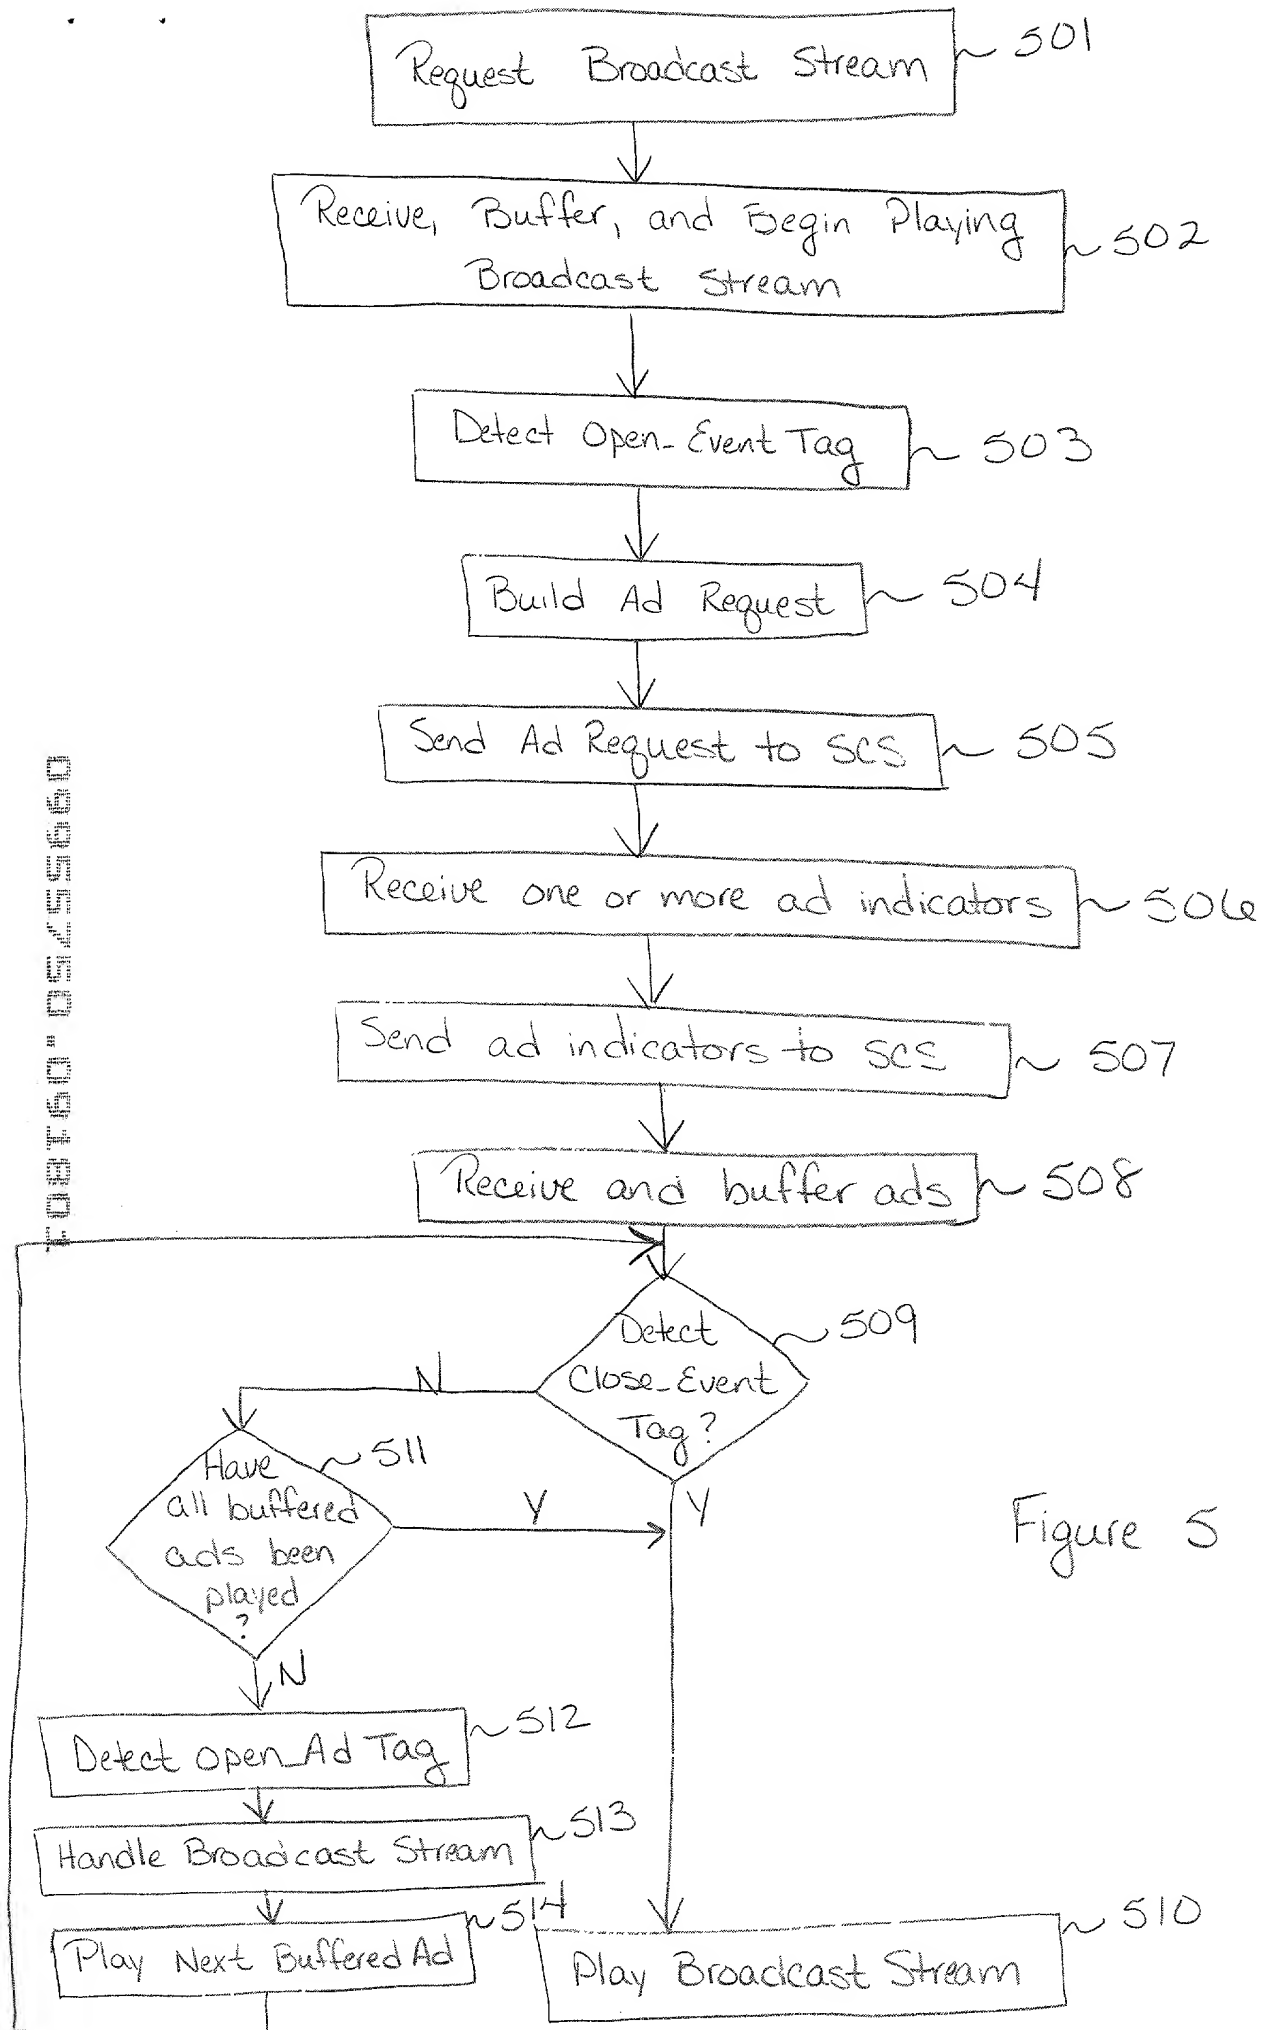 Request Broadcast Stream
501
Receive, Buffer, and Begin Playing
Broadcast Stream
502
Detect Open_Event Tag
503
Build Ad Request
504
Send Ad Request to SCS
505
Receive one or more ad indicators
506
Send ad indicators to SCS
507
Receive and buffer ads
508
Detect
Close_Event
Tag?
509
N
Y
Have
all buffered
ads been
played
?
511
Y
N
Figure 5
Detect Open_Ad Tag
512
Handle Broadcast Stream
513
Play Next Buffered Ad
514
Play Broadcast Stream
510